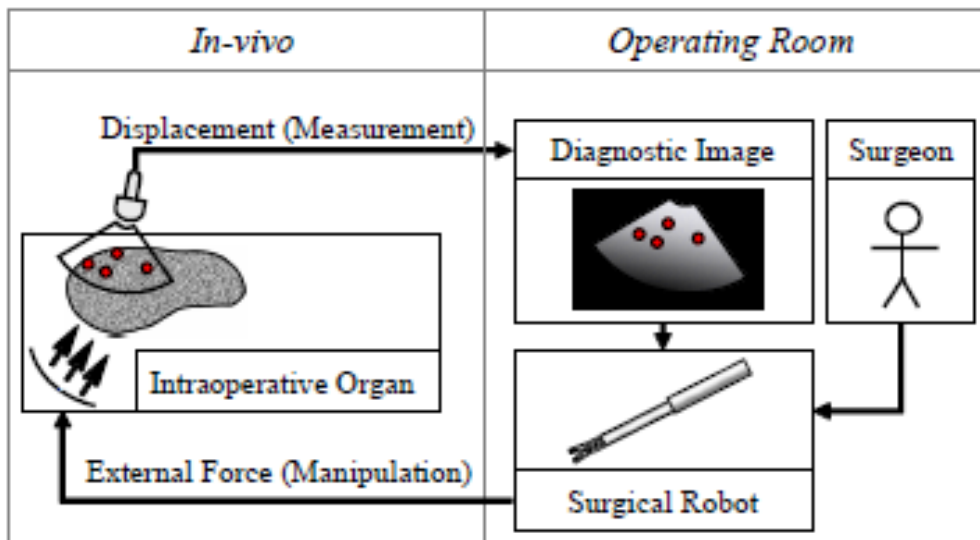 In-vivo
Operating Room
Displacement (Measurement)
Diagnostic Image
Surgeon
Intraoperative Organ
External Force (Manipulation)
Surgical Robot